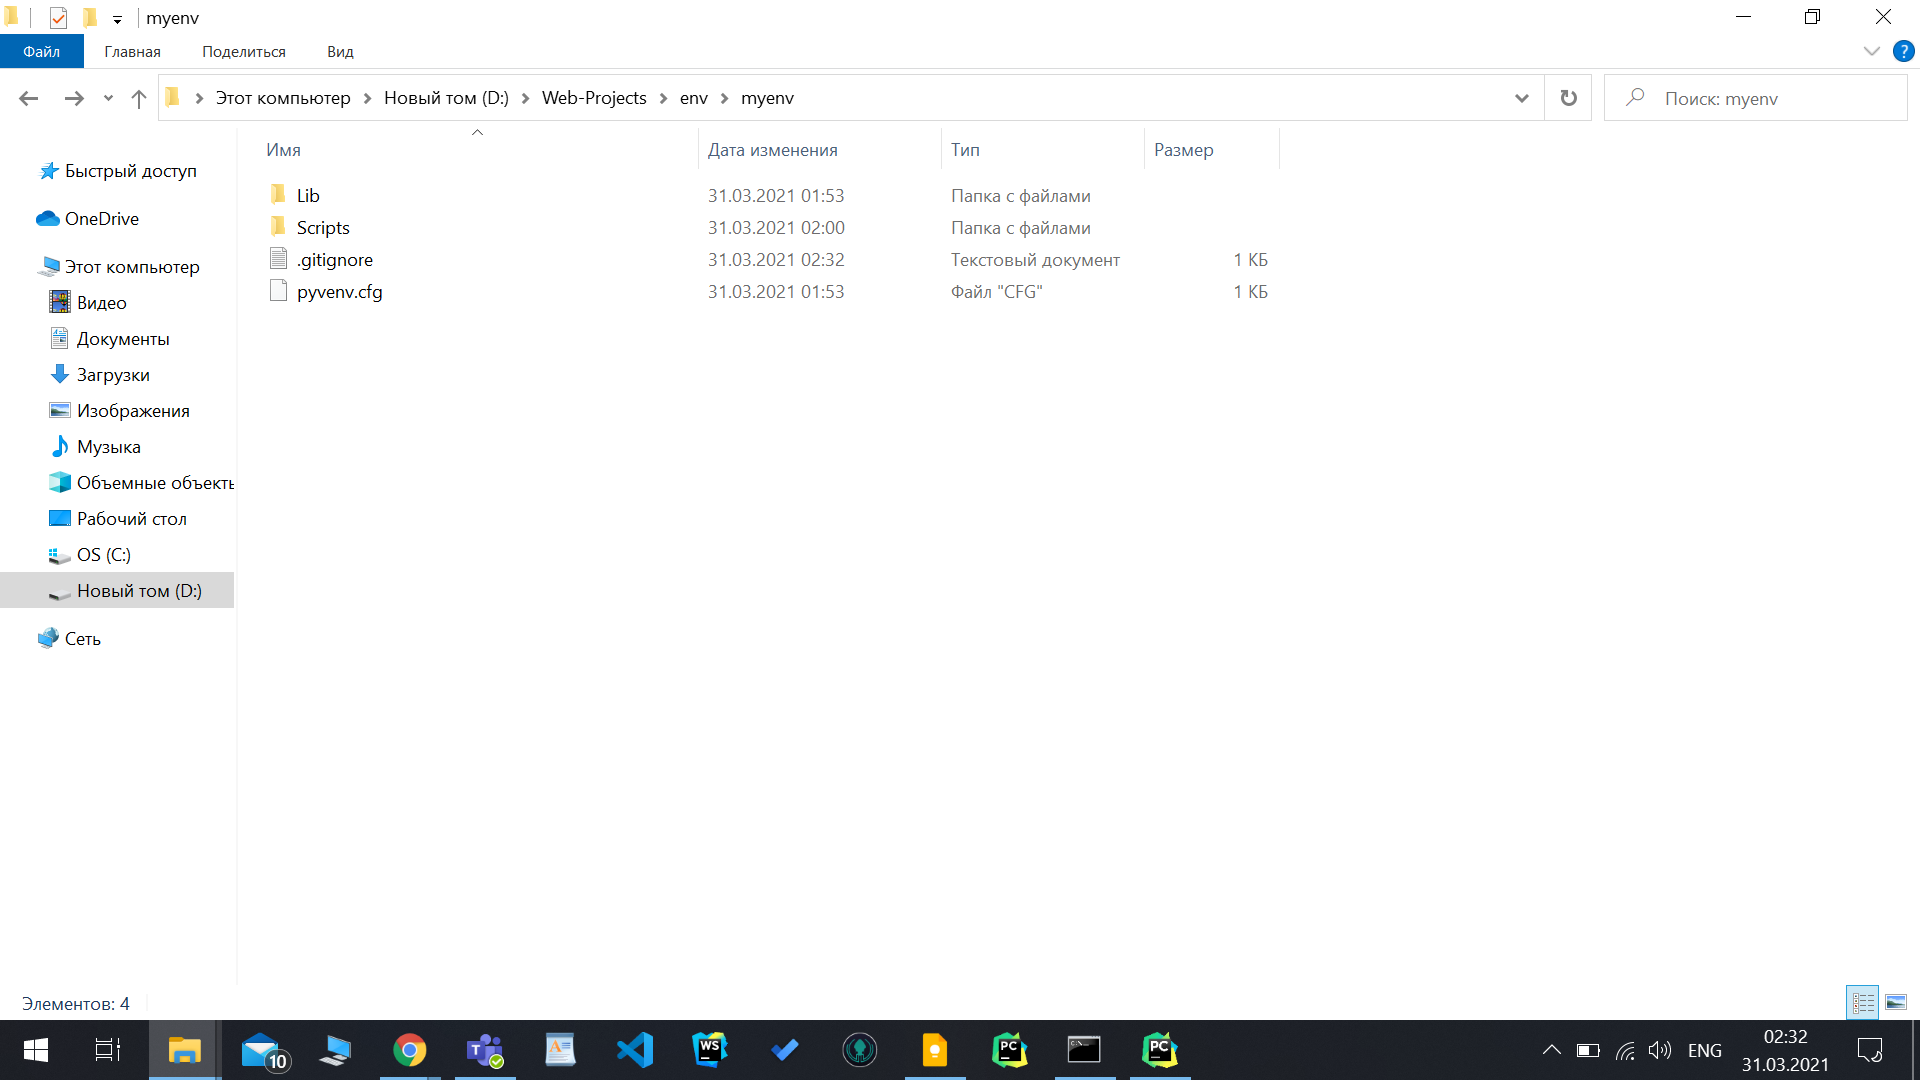 myenv
Файл Главная Поделиться Вид
Этот компьютер Новый том (D:) Web-Projects env myenv
Поиск: myenv
Имя Дата изменения Тип Размер
Lib 31.03.2021 01:53 Папка с файлами
Scripts 31.03.2021 02:00 Папка с файлами
.gitignore 31.03.2021 02:32 Текстовый документ 1 КБ
pyvenv.cfg 31.03.2021 01:53 Файл "CFG" 1 КБ
Быстрый доступ
OneDrive
Этот компьютер
Видео
Документы
Загрузки
Изображения
Музыка
Объемные объекты
Рабочий стол
OS (C:)
Новый том (D:)
Сеть
Элементов: 4
10
WS
PC
C:\
PC
ENG
02:32
31.03.2021